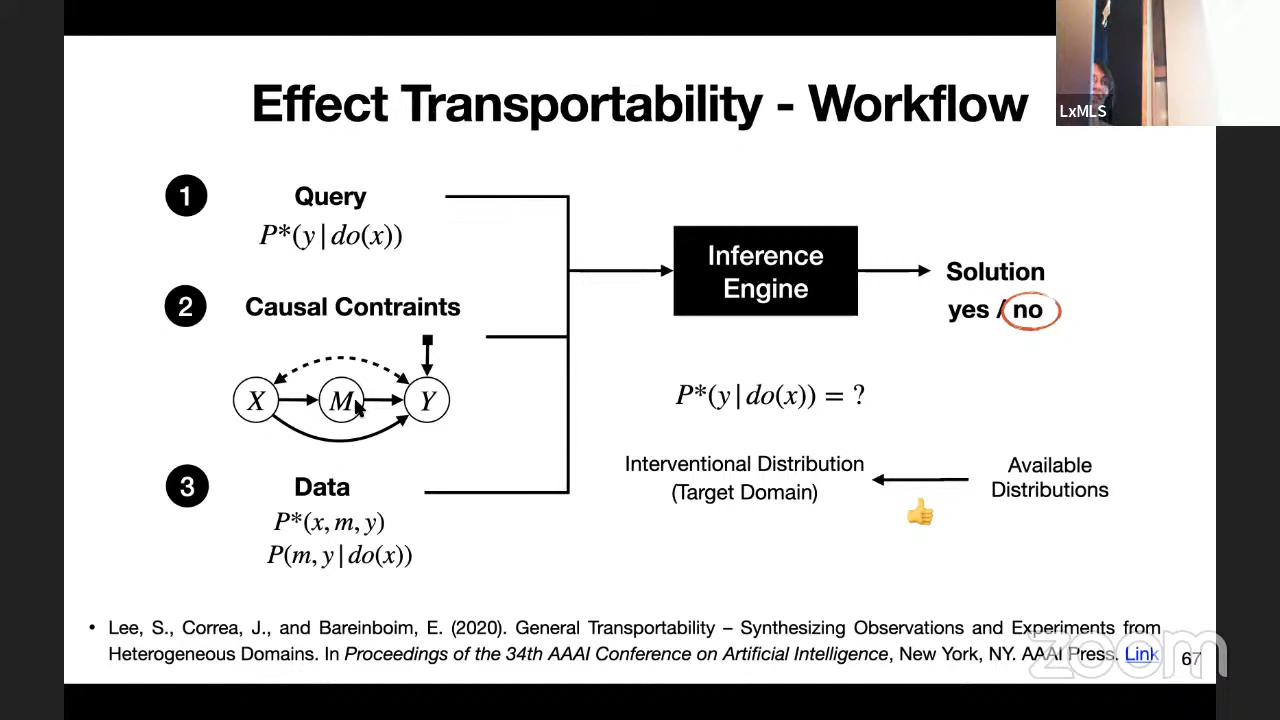 Effect Transportability - Workflow
LxMLS
1
Query
P*(y | do(x))
2
Causal Contraints
X
M
Y
3
Data
P*(x, m, y)
P(m, y | do(x))
Inference
Engine
Solution
yes / no
P*(y | do(x)) = ?
Interventional Distribution
(Target Domain)
Available
Distributions
• Lee, S., Correa, J., and Bareinboim, E. (2020). General Transportability – Synthesizing Observations and Experiments from
Heterogeneous Domains. In Proceedings of the 34th AAAI Conference on Artificial Intelligence, New York, NY. AAAI Press. Link
67
zoom